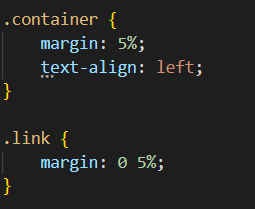 .container {
    margin: 5%;
    text-align: left;
}

.link {
    margin: 0 5%;
}